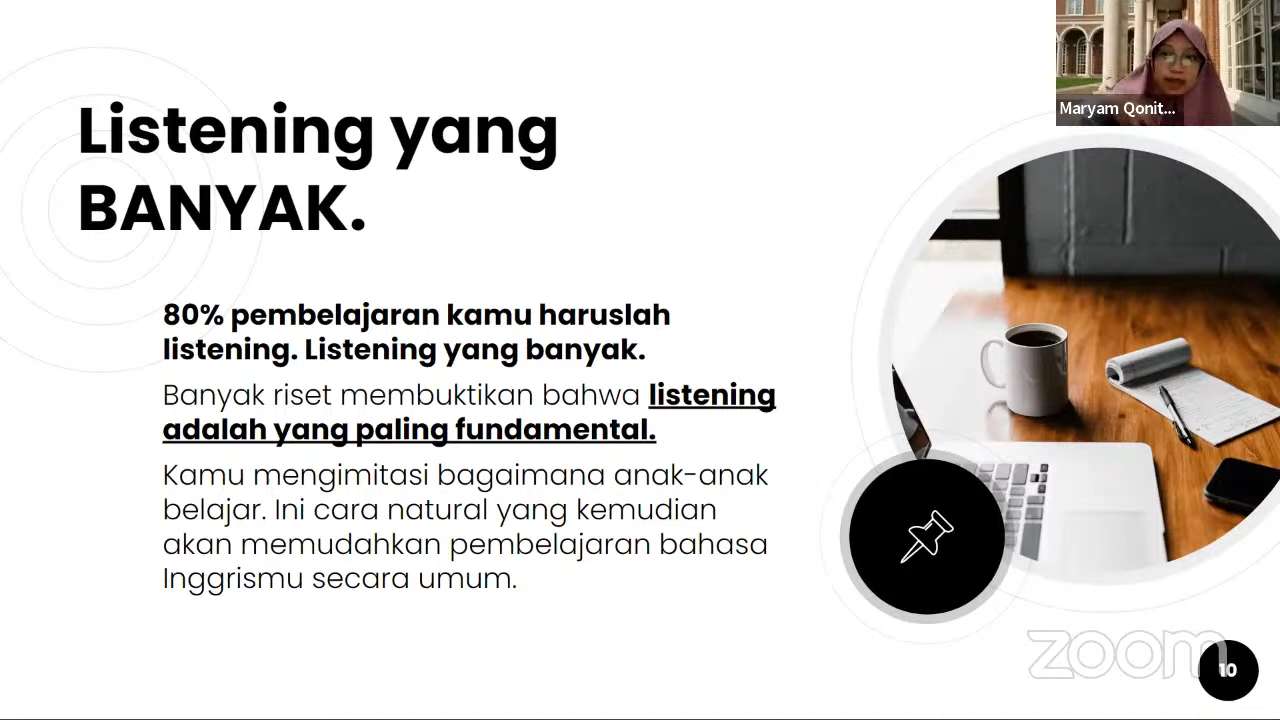 Listening yang
BANYAK.
80% pembelajaran kamu haruslah
listening. Listening yang banyak.
Banyak riset membuktikan bahwa listening
adalah yang paling fundamental.
Kamu mengimitasi bagaimana anak-anak
belajar. Ini cara natural yang kemudian
akan memudahkan pembelajaran bahasa
Inggrismu secara umum.
Maryam Qonit...
zoom
10